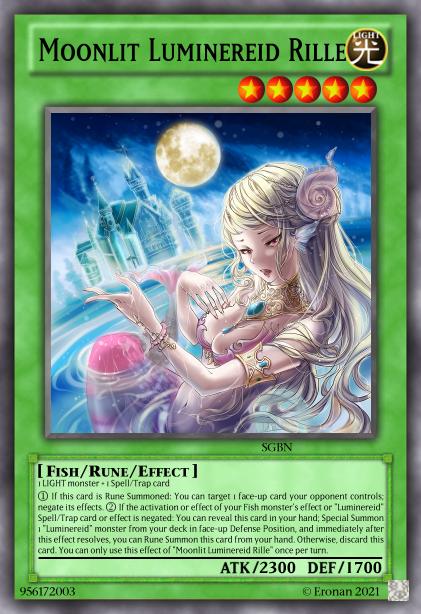 Moonlit Luminereid Rille
LIGHT
光
SGBN
[ Fish/Rune/Effect ]
1 LIGHT monster + 1 Spell/Trap card
① If this card is Rune Summoned: You can target 1 face-up card your opponent controls;
negate its effects. ② If the activation or effect of your Fish monster's effect or "Luminereid"
Spell/Trap card or effect is negated: You can reveal this card in your hand; Special Summon
1 "Luminereid" monster from your deck in face-up Defense Position, and immediately after
this effect resolves, you can Rune Summon this card from your hand. Otherwise, discard this
card. You can only use this effect of "Moonlit Luminereid Rille" once per turn.
ATK/2300 DEF/1700
956172003
© Eronan 2021